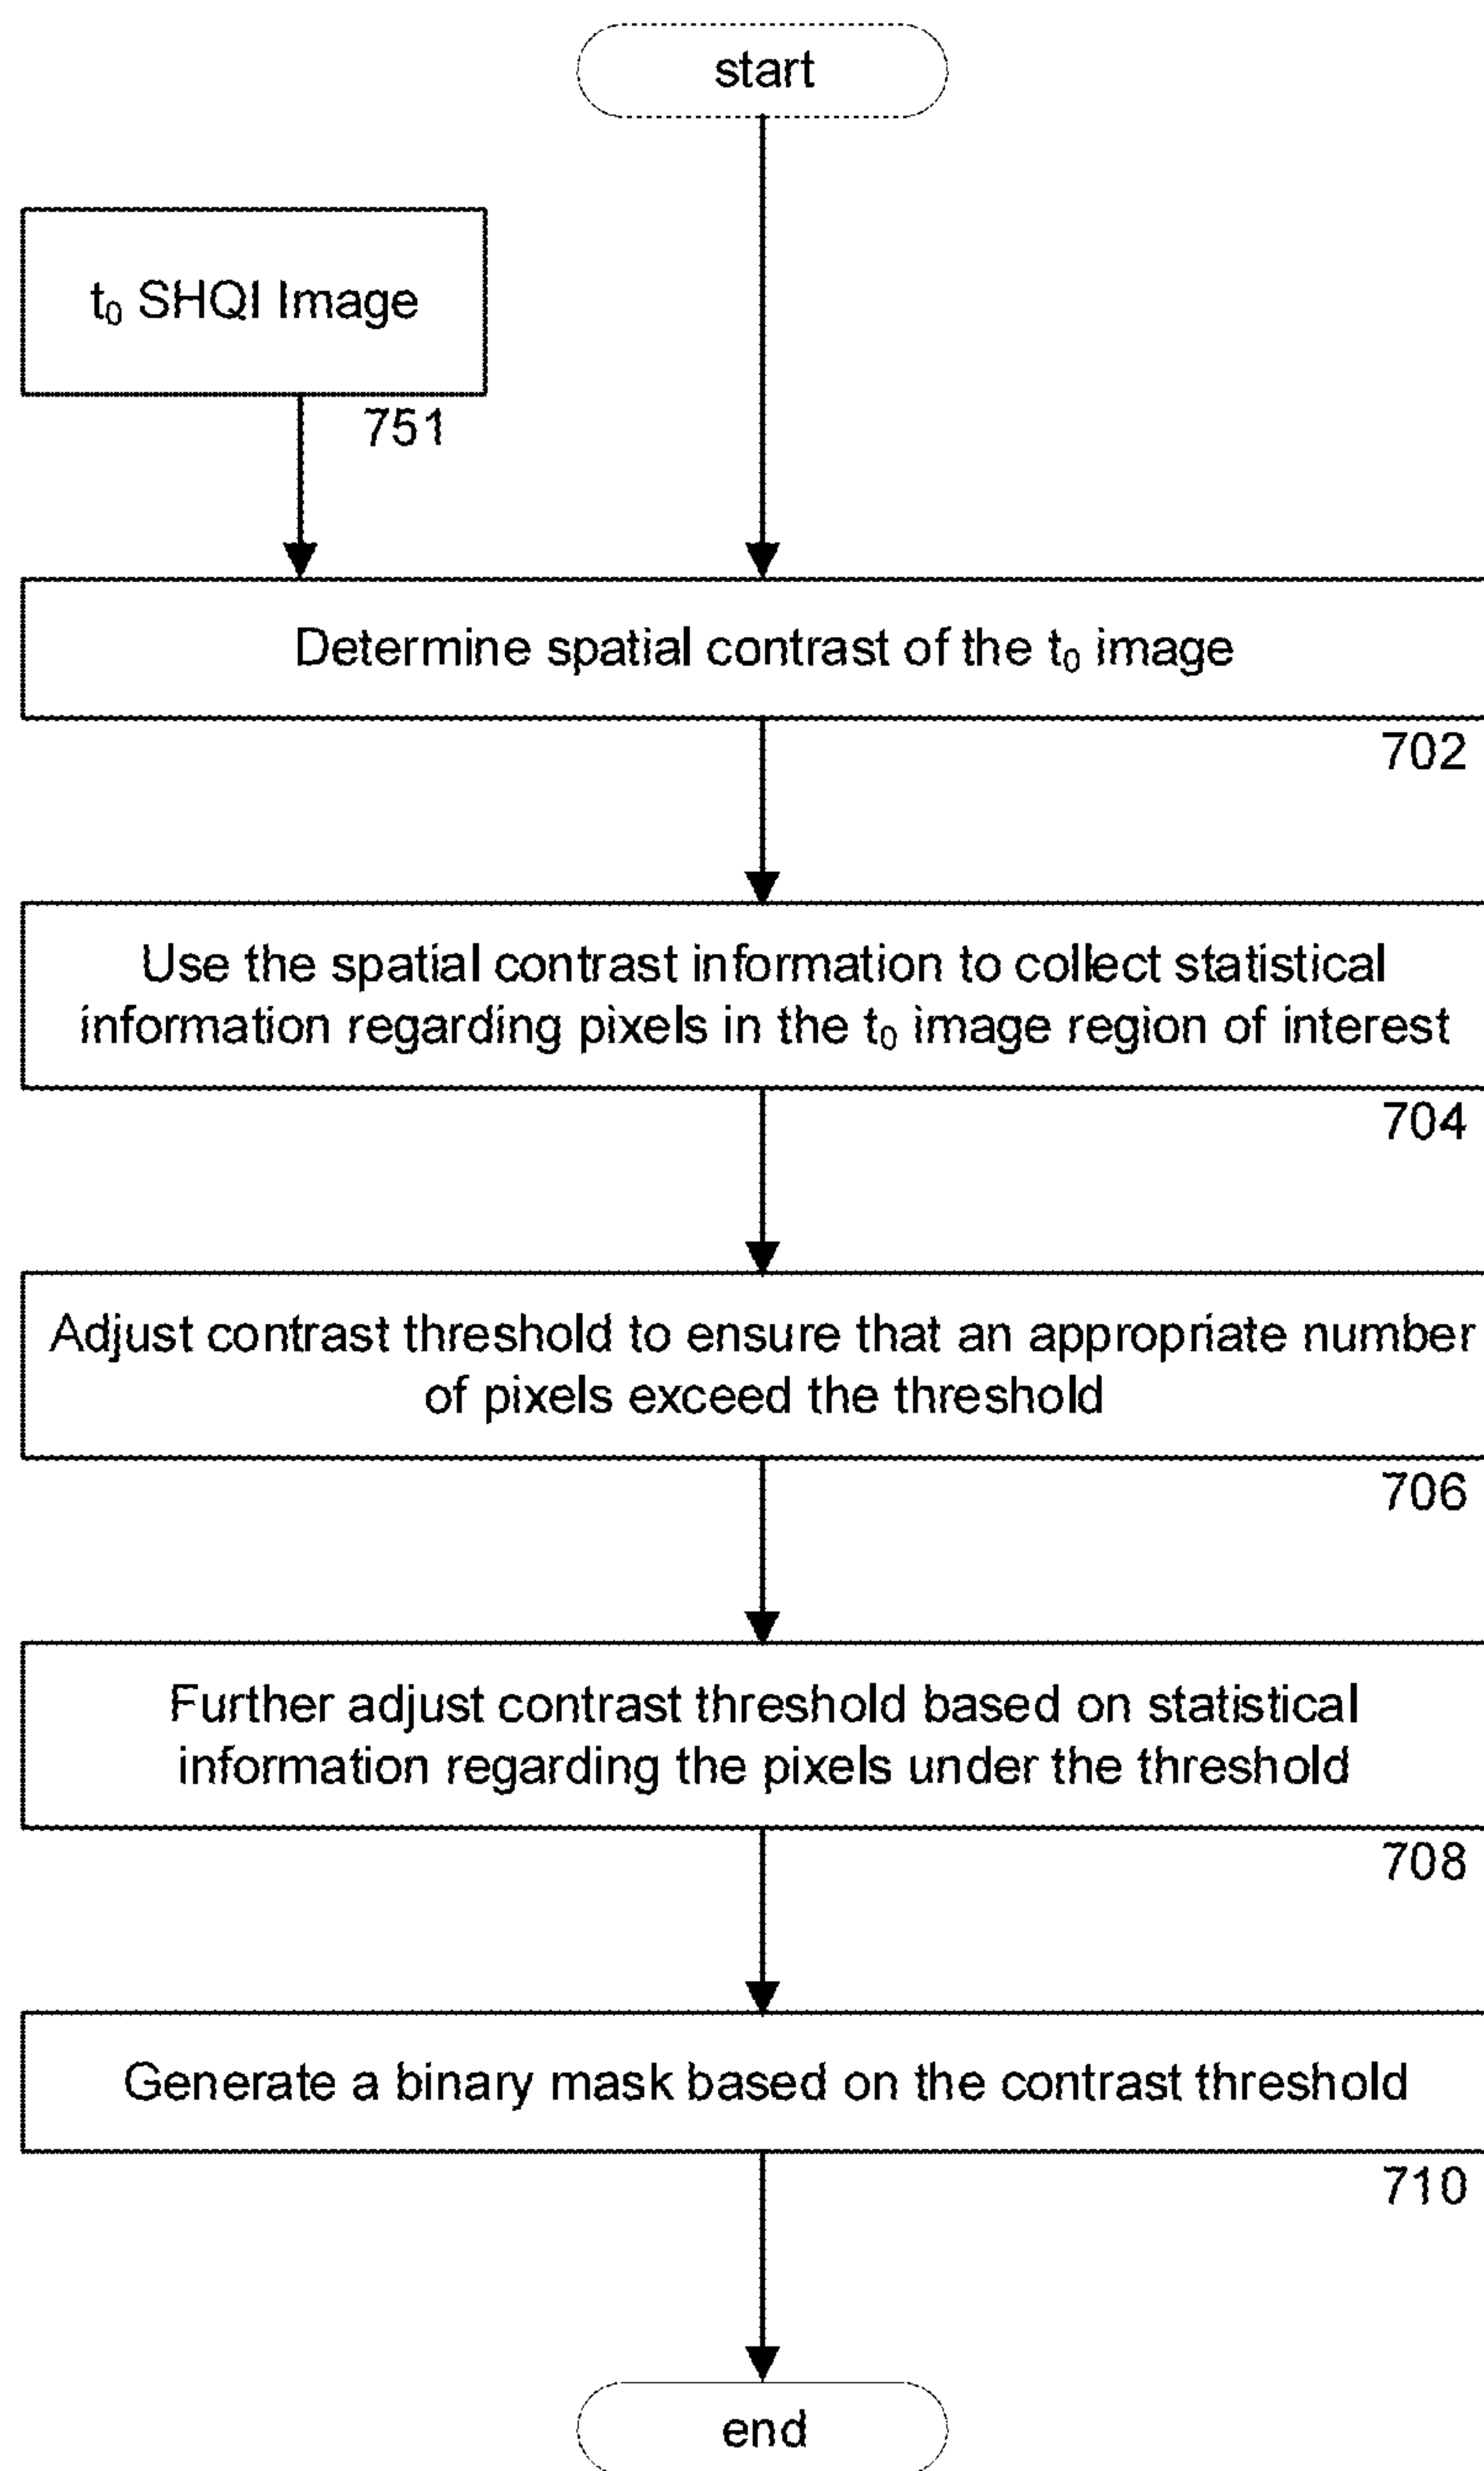 start
t₀ SHQI Image
751
Determine spatial contrast of the t₀ image
702
Use the spatial contrast information to collect statistical
information regarding pixels in the t₀ image region of interest
704
Adjust contrast threshold to ensure that an appropriate number
of pixels exceed the threshold
706
Further adjust contrast threshold based on statistical
information regarding the pixels under the threshold
708
Generate a binary mask based on the contrast threshold
710
end